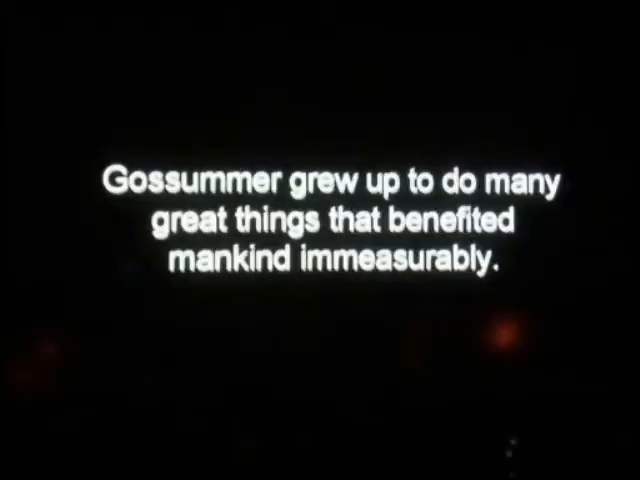 Gossummer grew up to do many
great things that benefited
mankind immeasurably.